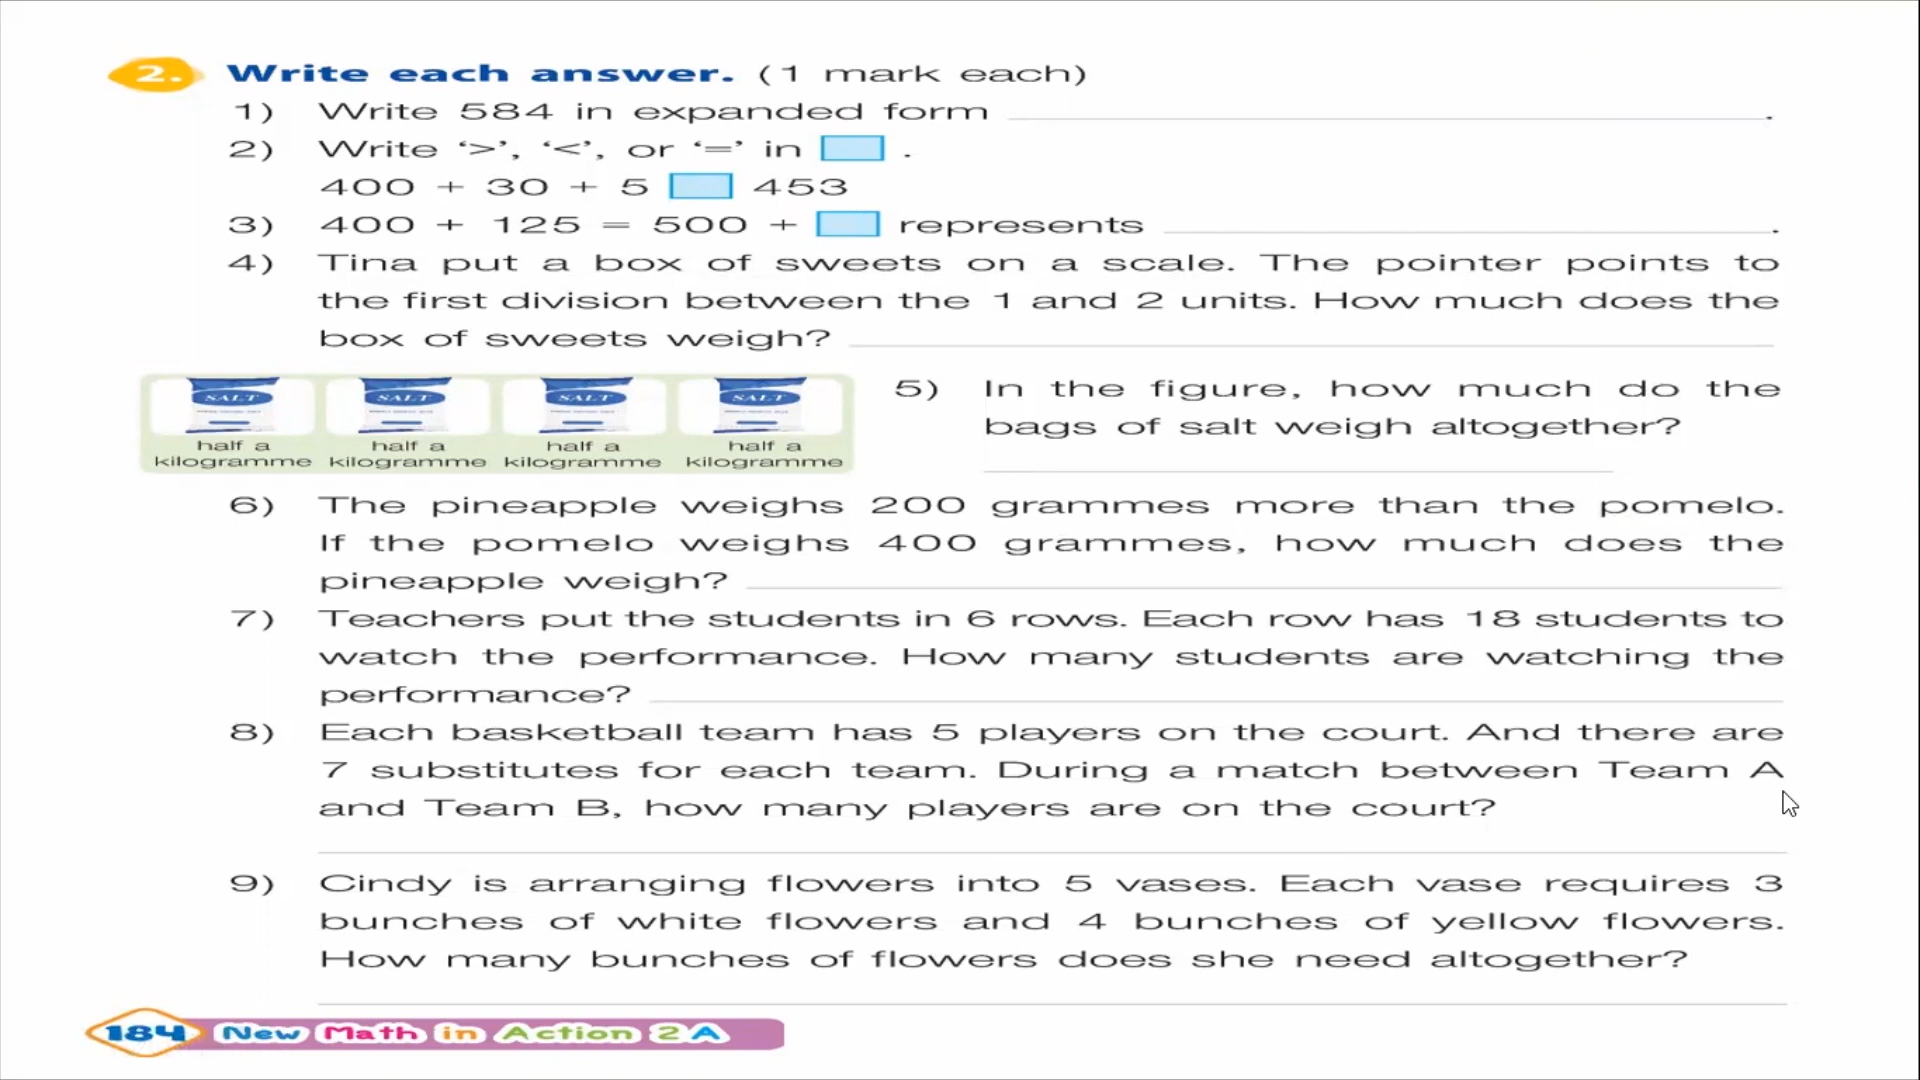 2. Write each answer. (1 mark each)
1) Write 584 in expanded form .
2) Write ‘>’, ‘<’, or ‘=’ in .
400 + 30 + 5 453
3) 400 + 125 = 500 + represents .
4) Tina put a box of sweets on a scale. The pointer points to
the first division between the 1 and 2 units. How much does the
box of sweets weigh?
SALT SALT SALT SALT
half a half a half a half a
kilogramme kilogramme kilogramme kilogramme
5) In the figure, how much do the
bags of salt weigh altogether?
6) The pineapple weighs 200 grammes more than the pomelo.
If the pomelo weighs 400 grammes, how much does the
pineapple weigh?
7) Teachers put the students in 6 rows. Each row has 18 students to
watch the performance. How many students are watching the
performance?
8) Each basketball team has 5 players on the court. And there are
7 substitutes for each team. During a match between Team A
and Team B, how many players are on the court?
9) Cindy is arranging flowers into 5 vases. Each vase requires 3
bunches of white flowers and 4 bunches of yellow flowers.
How many bunches of flowers does she need altogether?
184 New Math in Action 2A